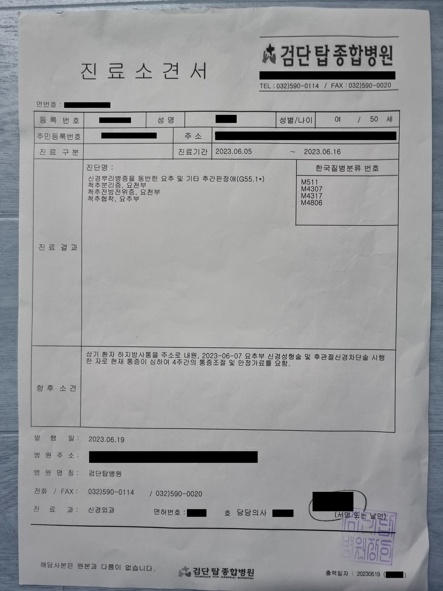 검단탑종합병원
진료소견서
TEL : 032)590-0114 / FAX : 032)590-0020
연번호 :
등록번호 성명 성별/나이 여 / 50 세
주민등록번호 주소
진료구분 진료기간 2023.06.05 ~ 2023.06.16
진료결과
진단명 :
신경뿌리병증을 동반한 요추 및 기타 추간판장애(G55.1*)
척추분리증, 요천부
척추전방전위증, 요천부
척추협착, 요추부
한국질병분류 번호
M511
M4307
M4317
M4806
향후소견
상기 환자 하지방사통을 주소로 내원, 2023-06-07 요추부 신경성형술 및 후관절신경차단술 시행
한 자로 현재 통증이 심하여 4주간의 통증조절 및 안정가료를 요함.
발행일: 2023.06.19
병원주소:
병원명칭: 검단탑병원
전화 / FAX: 032)590-0114 / 032)590-0020
진료과: 신경외과 면허번호: 호 담당의사 (서명 또는 날인)
해당사본은 원본과 다름이 없습니다.
검단탑종합병원
출력일자 : 20230619